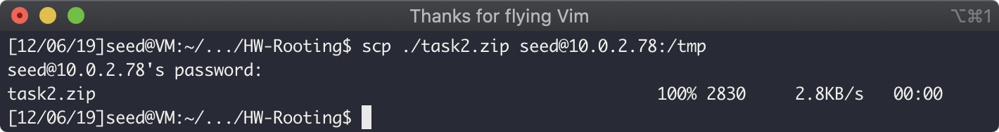 Thanks for flying Vim
⌥⌘1
[12/06/19]seed@VM:~/.../HW-Rooting$ scp ./task2.zip seed@10.0.2.78:/tmp
seed@10.0.2.78's password:
task2.zip 100% 2830 2.8KB/s 00:00
[12/06/19]seed@VM:~/.../HW-Rooting$